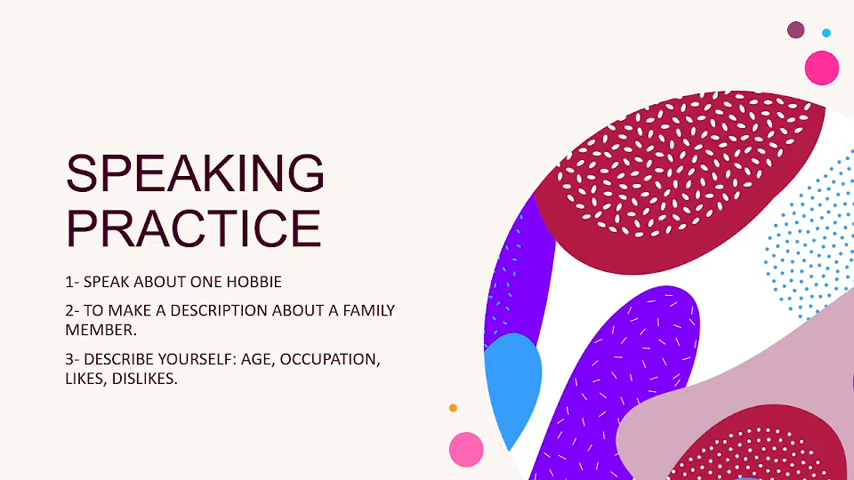 SPEAKING
PRACTICE
1- SPEAK ABOUT ONE HOBBIE
2- TO MAKE A DESCRIPTION ABOUT A FAMILY
MEMBER.
3- DESCRIBE YOURSELF: AGE, OCCUPATION,
LIKES, DISLIKES.